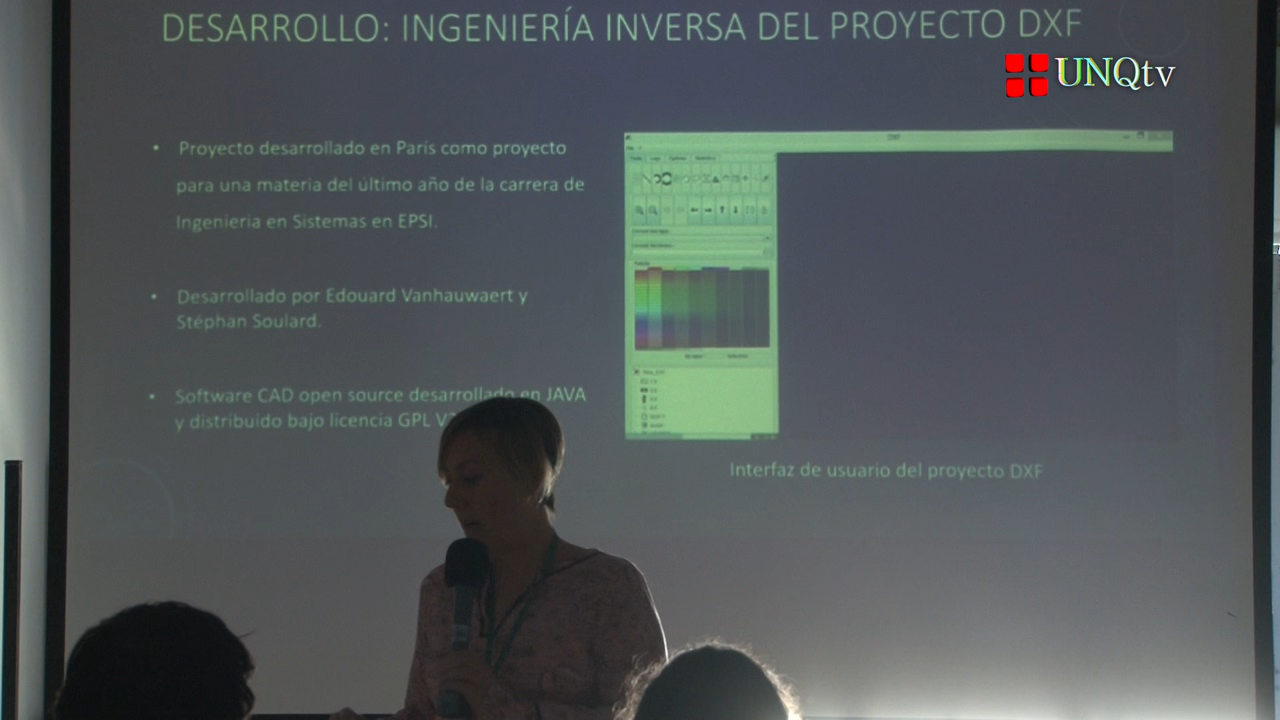 DESARROLLO: INGENIERÍA INVERSA DEL PROYECTO DXF
UNQtv
• Proyecto desarrollado en París como proyecto
para una materia del último año de la carrera de
Ingenieria en Sistemas en EPSI.
• Desarrollado por Edouard Vanhauwaert y
Stéphan Soulard.
• Software CAD open source desarrollado en JAVA
y distribuido bajo licencia GPL
DXF
Interfaz de usuario del proyecto DXF